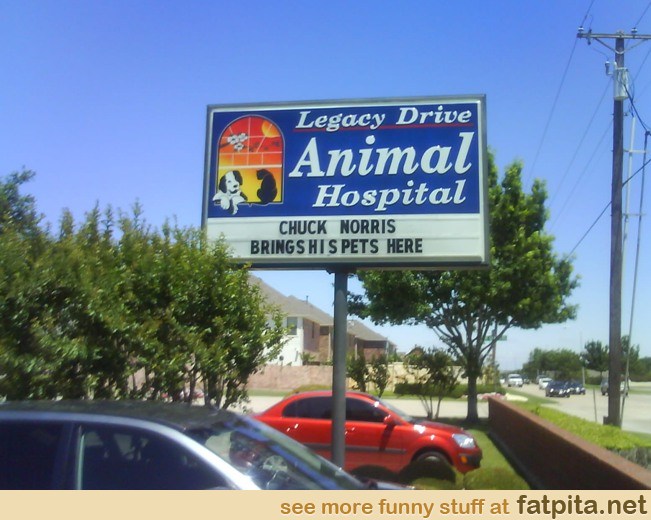 Legacy Drive
Animal
Hospital
CHUCK NORRIS
BRINGS HIS PETS HERE
see more funny stuff at fatpita.net